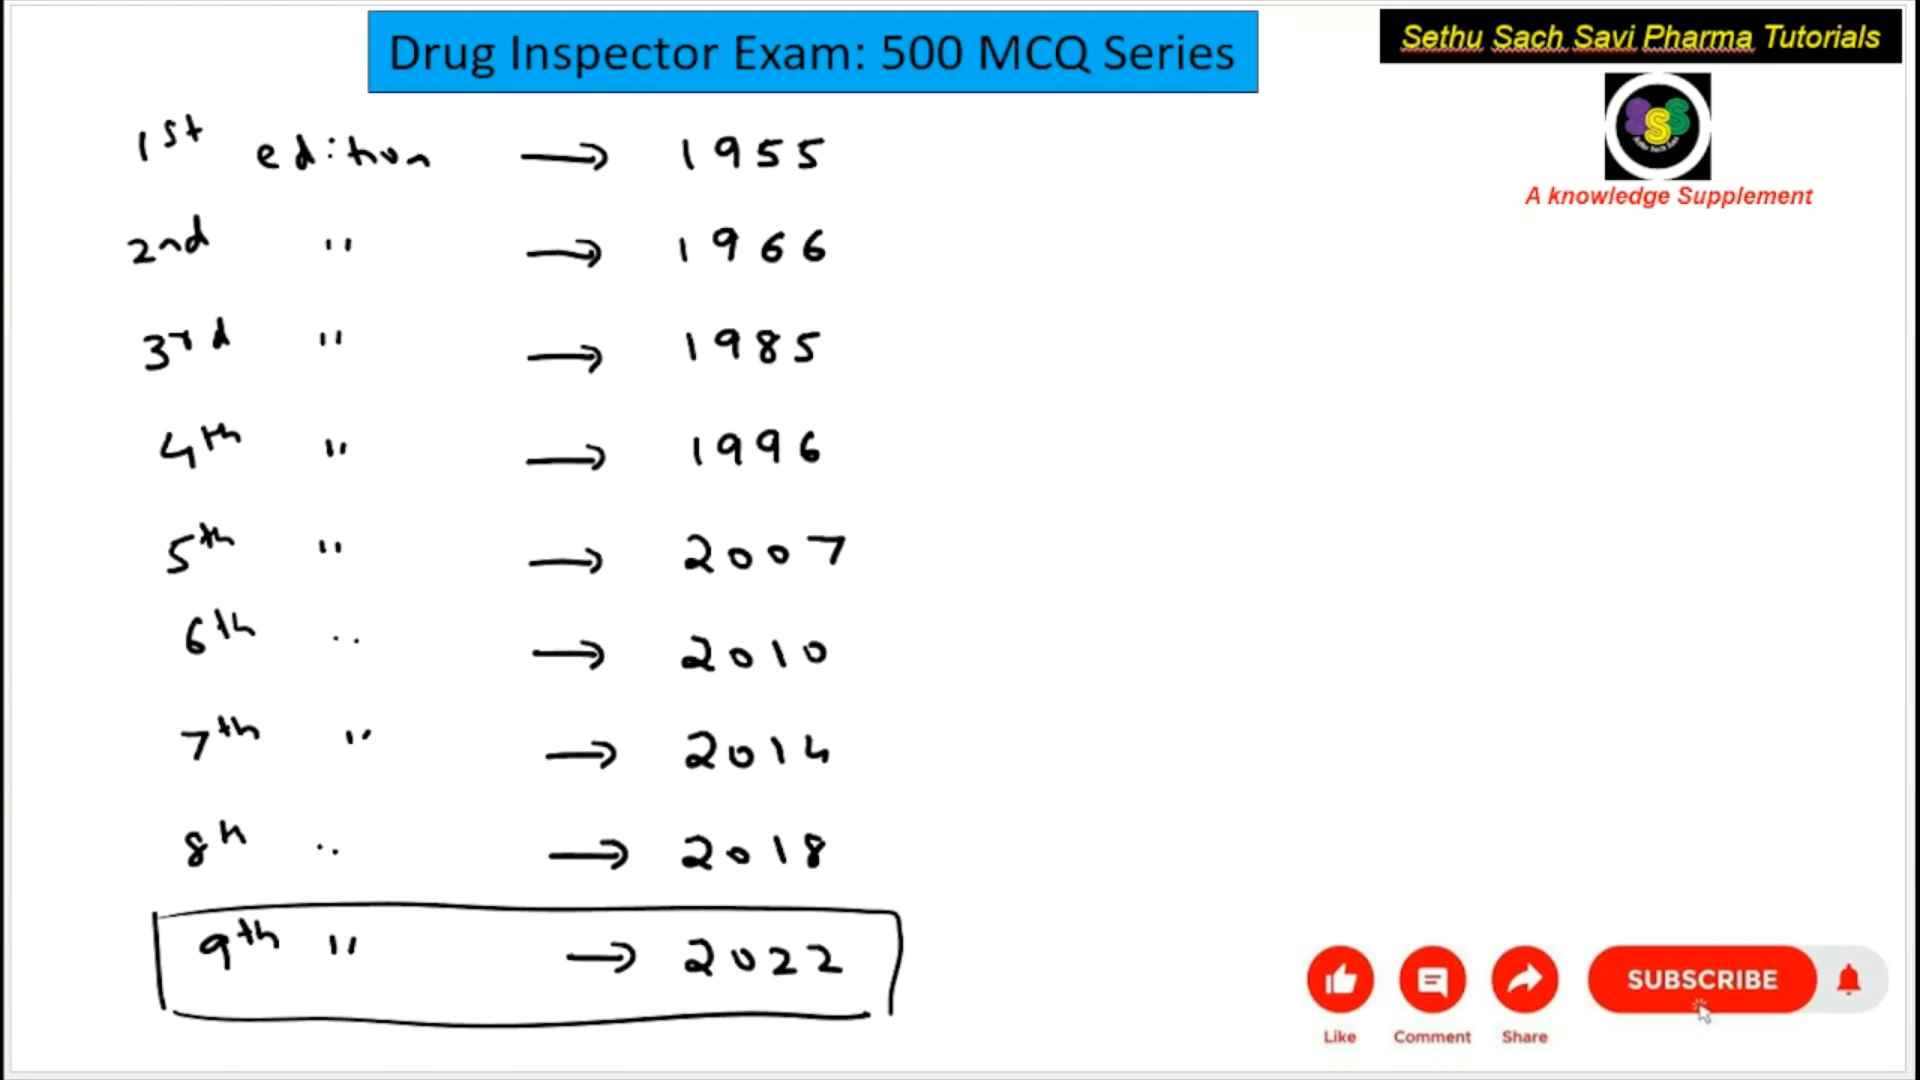 Drug Inspector Exam: 500 MCQ Series
Sethu Sach Savi Pharma Tutorials
SSS
A knowledge Supplement
1st edition → 1955
2nd " → 1966
3rd " → 1985
4th " → 1996
5th " → 2007
6th " → 2010
7th " → 2014
8th " → 2018
9th " → 2022
SUBSCRIBE
Like Comment Share